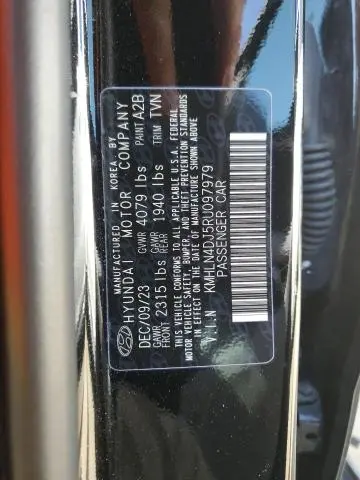 MANUFACTURED IN KOREA BY
HYUNDAI MOTOR COMPANY
DEC/09/23 GVWR 4079 lbs PAINT A2B
GAWR FRONT 2315 lbs GAWR REAR 1940 lbs TRIM TVN
THIS VEHICLE CONFORMS TO ALL APPLICABLE U.S.A. FEDERAL
MOTOR VEHICLE SAFETY, BUMPER, AND THEFT PREVENTION STANDARDS
IN EFFECT ON THE DATE OF MANUFACTURE SHOWN ABOVE
V.I.N KMHLN4DJ5RU097979
PASSENGER CAR